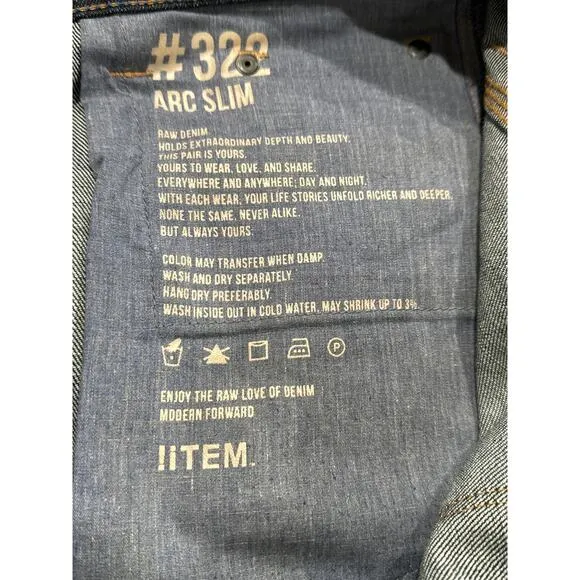 #322
ARC SLIM
RAW DENIM.
HOLDS EXTRAORDINARY DEPTH AND BEAUTY.
THIS PAIR IS YOURS.
YOURS TO WEAR, LOVE, AND SHARE.
EVERYWHERE AND ANYWHERE; DAY AND NIGHT,
WITH EACH WEAR, YOUR LIFE STORIES UNFOLD RICHER AND DEEPER.
NONE THE SAME, NEVER ALIKE.
BUT ALWAYS YOURS.
COLOR MAY TRANSFER WHEN DAMP.
WASH AND DRY SEPARATELY.
HANG DRY PREFERABLY.
WASH INSIDE OUT IN COLD WATER, MAY SHRINK UP TO 3%.
P
ENJOY THE RAW LOVE OF DENIM
MODERN FORWARD
!iTEM™